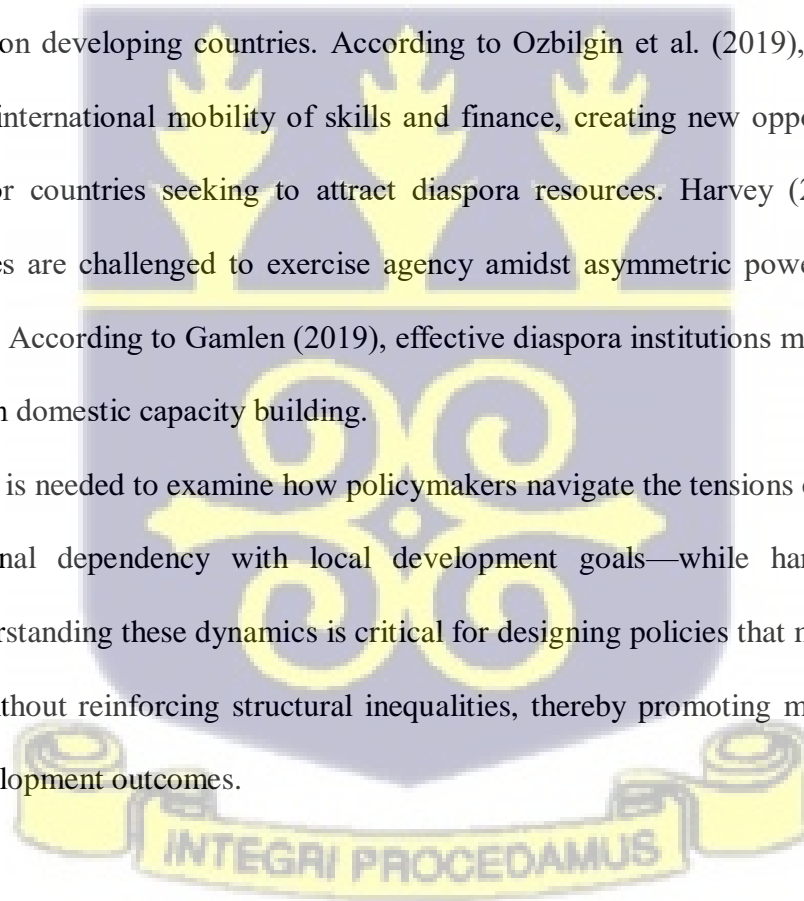 on developing countries. According to Ozbilgin et al. (2019),
international mobility of skills and finance, creating new oppo
or countries seeking to attract diaspora resources. Harvey (2
es are challenged to exercise agency amidst asymmetric powe
. According to Gamlen (2019), effective diaspora institutions m
n domestic capacity building.
is needed to examine how policymakers navigate the tensions
nal dependency with local development goals—while har
rstanding these dynamics is critical for designing policies that m
ithout reinforcing structural inequalities, thereby promoting m
lopment outcomes.
INTEGRI PROCEDAMUS